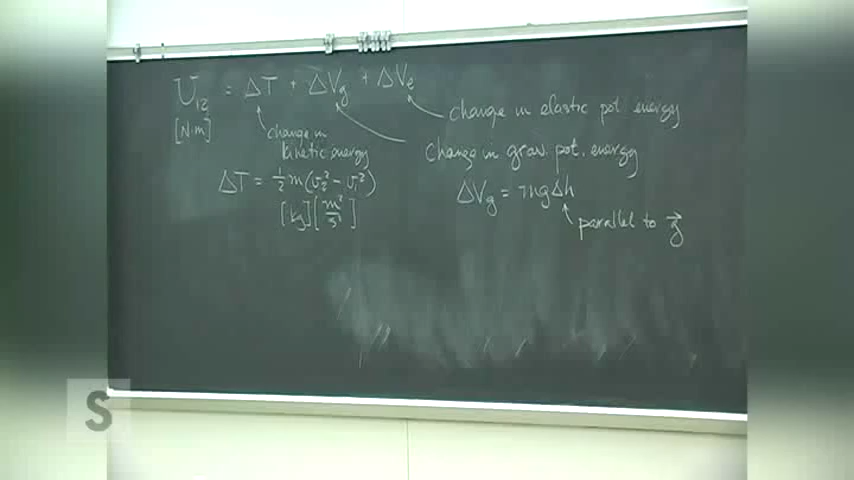 U₁₂ = ΔT + ΔVg + ΔVe
[N·m]
change in elastic pot. energy
change in kinetic energy
change in grav. pot. energy
ΔT = ½ m(v₂² - v₁²)
[kg][m²/s²]
ΔVg = mgΔh
parallel to g⃗
S